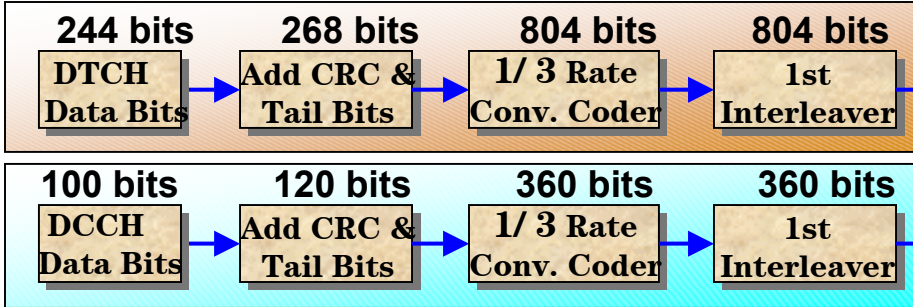 244 bits 268 bits 804 bits 804 bits
DTCH Add CRC & 1/ 3 Rate 1st
Data Bits Tail Bits Conv. Coder Interleaver
100 bits 120 bits 360 bits 360 bits
DCCH Add CRC & 1/ 3 Rate 1st
Data Bits Tail Bits Conv. Coder Interleaver